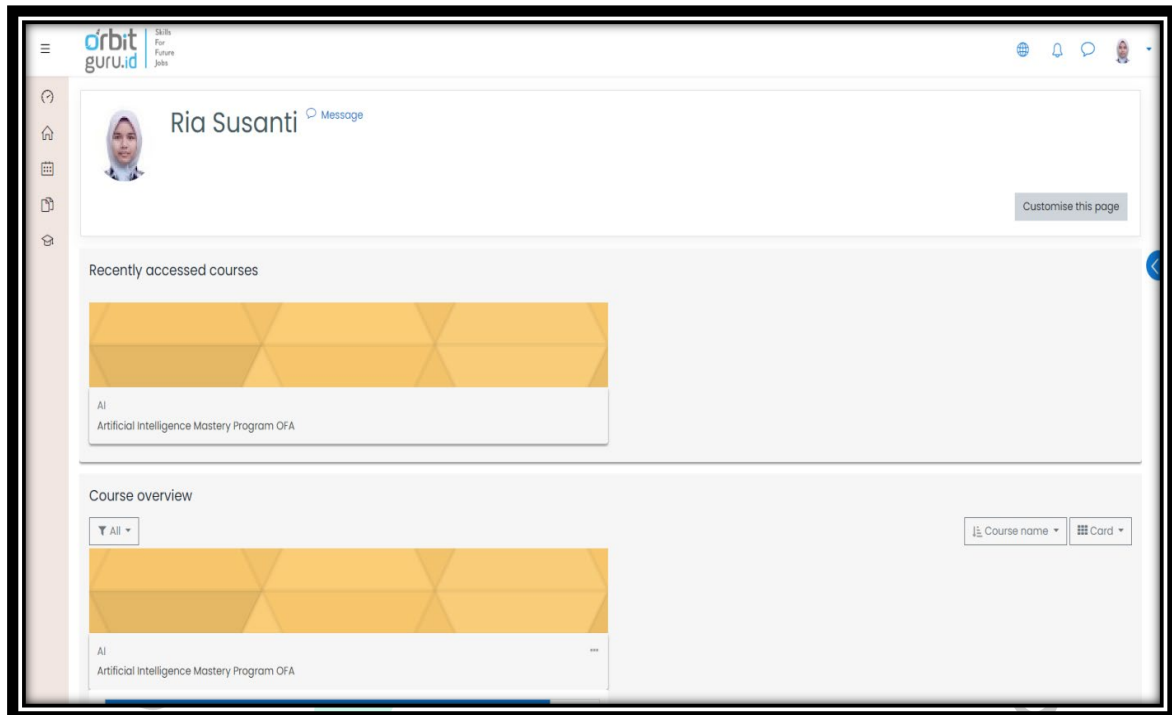 orbit
guru.id
Skills
For
Future
Jobs
Ria Susanti
Message
Customise this page
Recently accessed courses
AI
Artificial Intelligence Mastery Program OFA
Course overview
All
Course name
Card
AI
Artificial Intelligence Mastery Program OFA